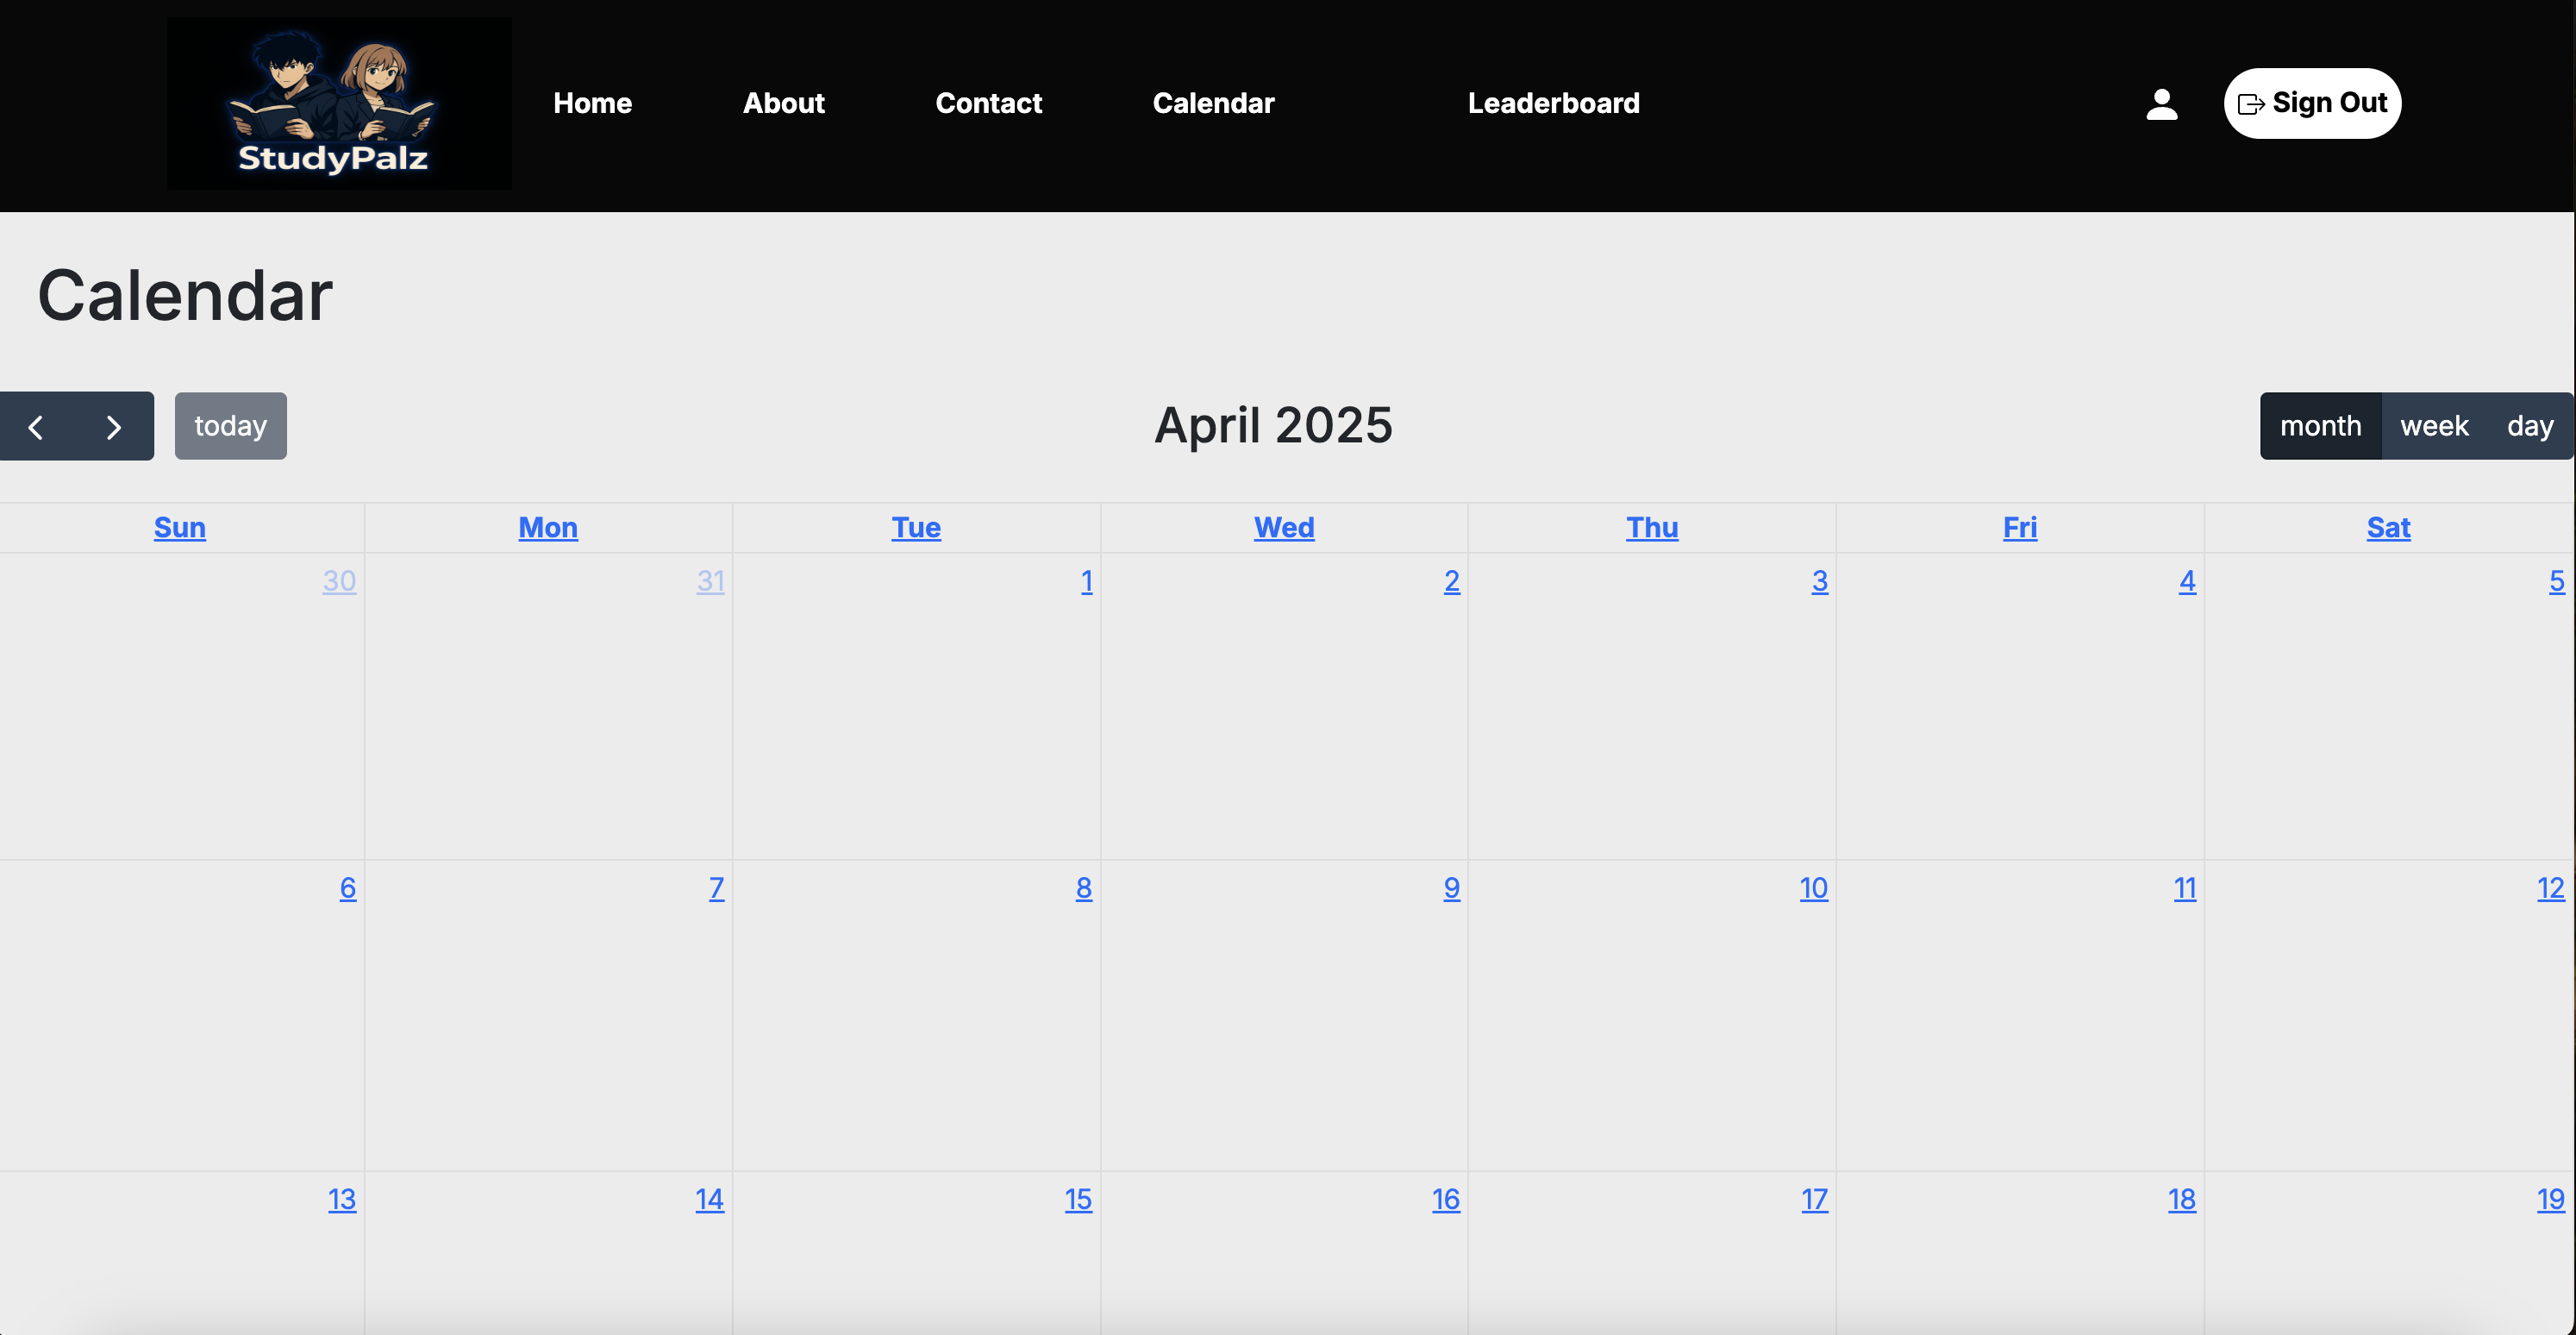 StudyPalz
Home About Contact Calendar Leaderboard Sign Out
Calendar
today April 2025 month week day
Sun Mon Tue Wed Thu Fri Sat
30 31 1 2 3 4 5
6 7 8 9 10 11 12
13 14 15 16 17 18 19